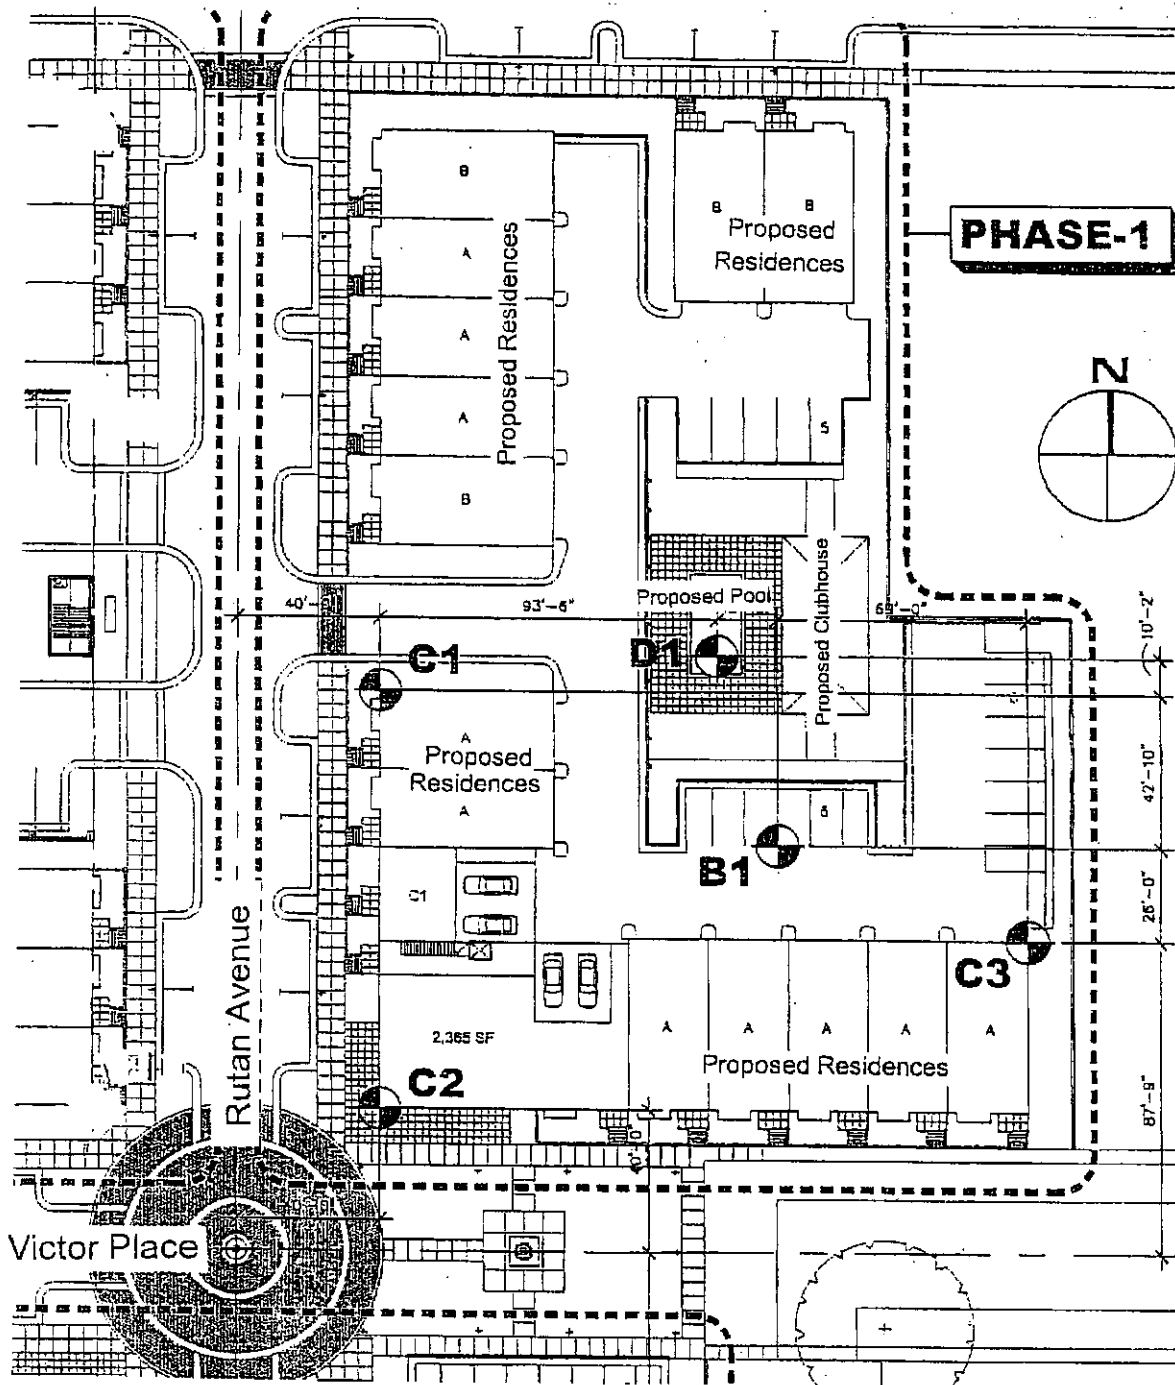 B
B
B
Proposed
Residences
PHASE-1
A
A
A
B
Proposed Residences
N
5
Proposed Pool
Proposed Clubhouse
93'-6"
10'-2"
C1
D1
A
Proposed
Residences
A
42'-10"
6
B1
C1
26'-0"
C3
Rutan Avenue
2,365 SF
A
A
A
A
A
Proposed Residences
C2
87'-9"
40'-0"
Victor Place